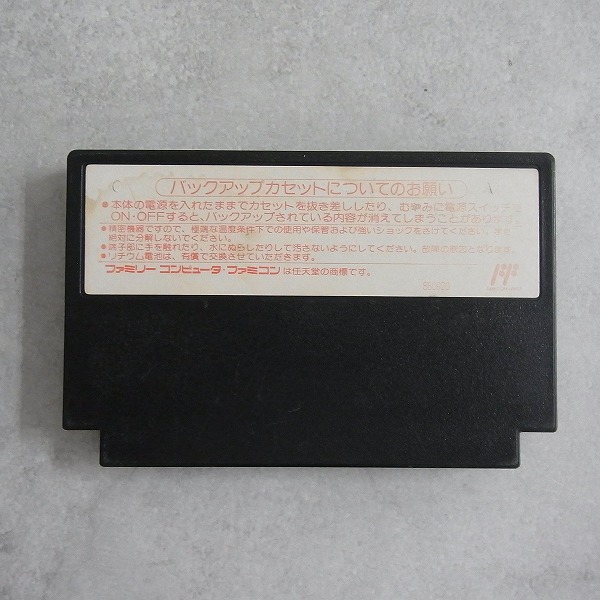 バックアップカセットについてのお願い
●本体の電源を入れたままでカセットを抜き差ししたり、むやみに電源スイッ
ON・OFFすると、バックアップされている内容が消えてしまうことがあります
●精密機器ですので、極端な温度条件下での使用や保管および強いショックをさけてください。
絶対に分解しないでください。
●端子部に手を触れたり、水にぬらしたりして汚さないようにしてください。故障の原因となります。
●リチウム電池は、有償で交換させていただきます。
ファミリー コンピュータ・ファミコン は任天堂の商標です。